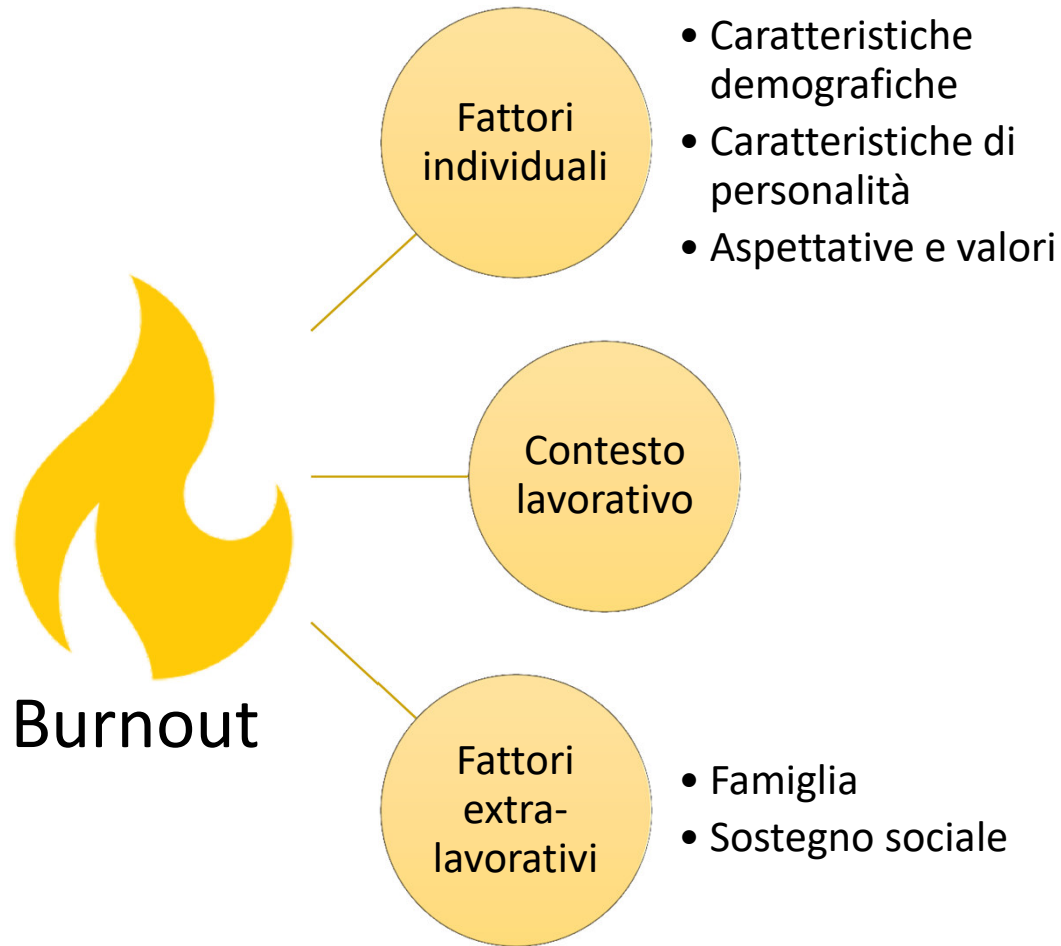 Fattori
individuali
• Caratteristiche
demografiche
• Caratteristiche di
personalità
• Aspettative e valori
Contesto
lavorativo
Burnout
Fattori
extra-
lavorativi
• Famiglia
• Sostegno sociale